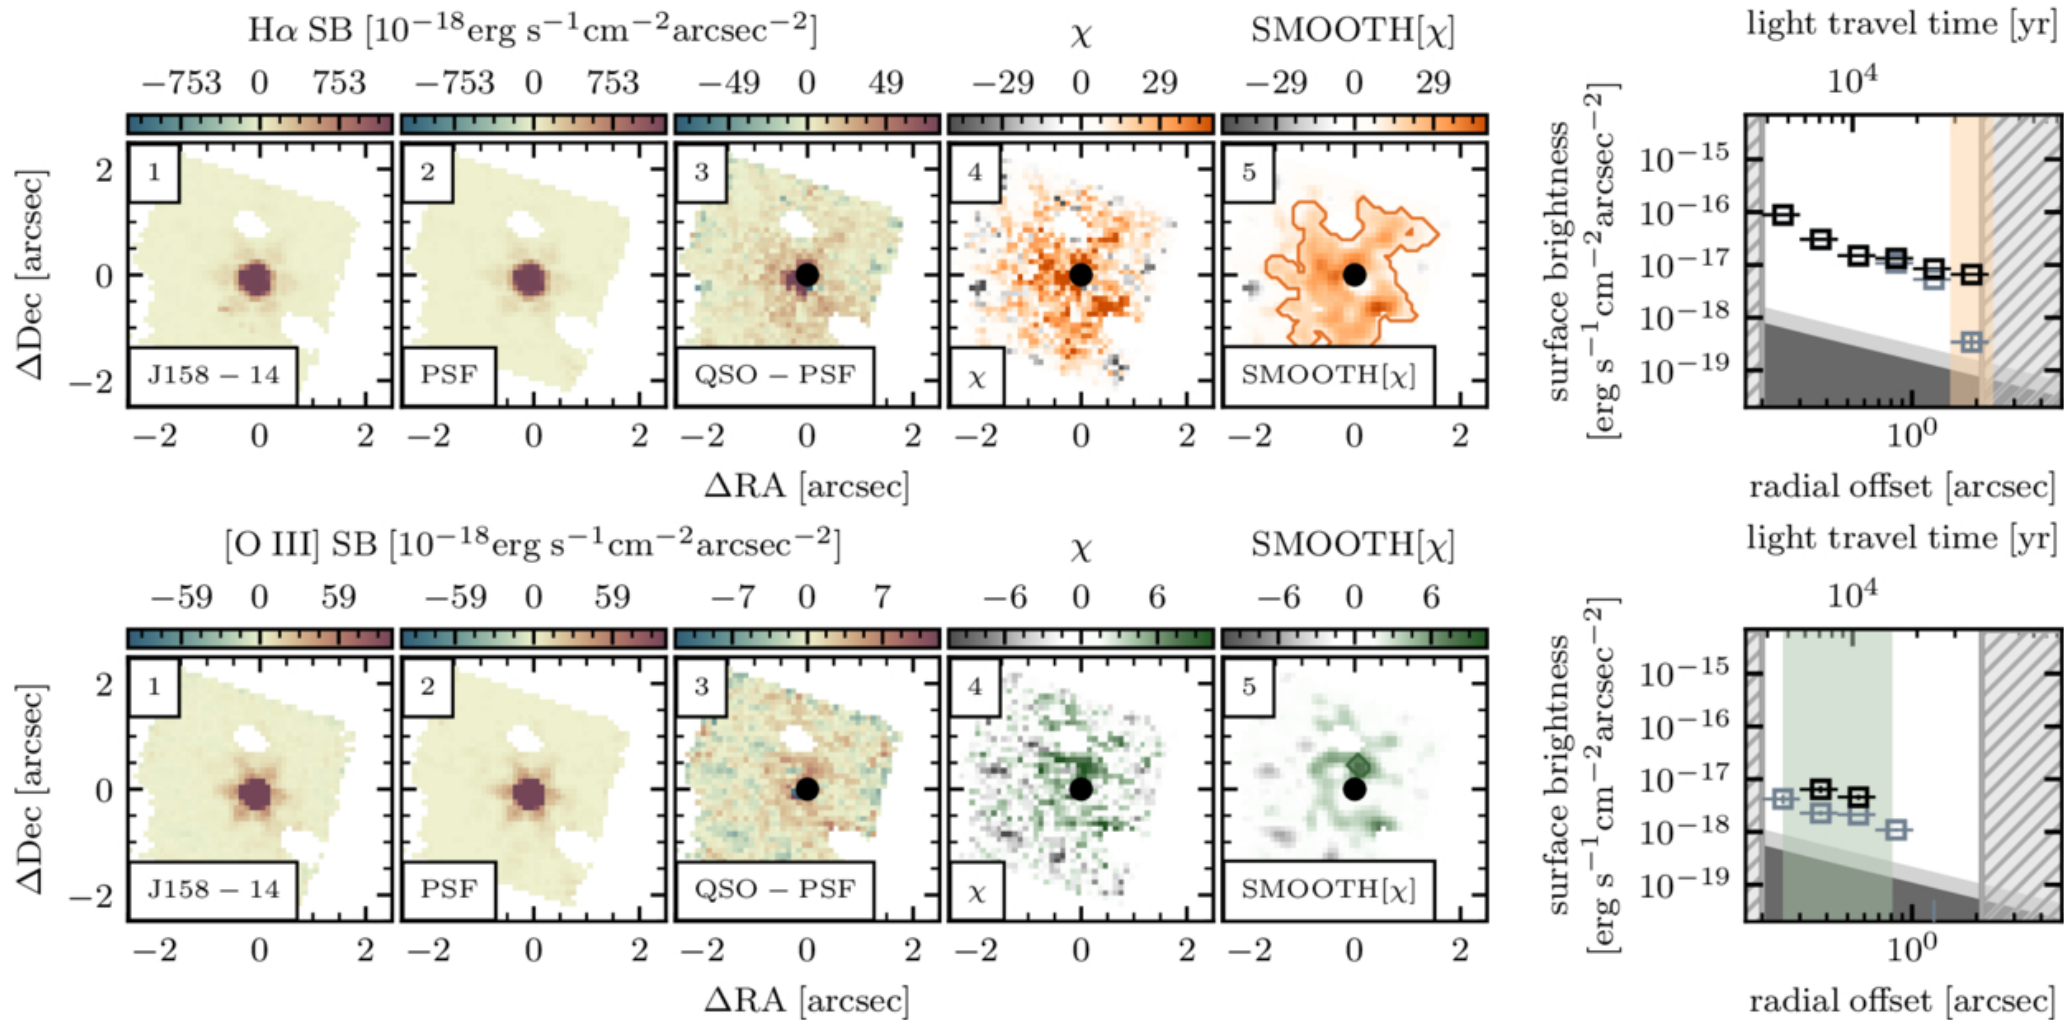 Hα SB [10−18erg s−1cm−2arcsec−2] χ SMOOTH[χ] light travel time [yr]
−753 0 753 −753 0 753 −49 0 49 −29 0 29 −29 0 29 10^4
1 2 3 4 5
J158 − 14 PSF QSO − PSF χ SMOOTH[χ]
ΔDec [arcsec]
2
0
−2
−2 0 2 −2 0 2 −2 0 2 −2 0 2 −2 0 2
ΔRA [arcsec]
surface brightness
[erg s−1cm−2arcsec−2]
10−15
10−16
10−17
10−18
10−19
10^0
radial offset [arcsec]
[O III] SB [10−18erg s−1cm−2arcsec−2] χ SMOOTH[χ] light travel time [yr]
−59 0 59 −59 0 59 −7 0 7 −6 0 6 −6 0 6 10^4
1 2 3 4 5
J158 − 14 PSF QSO − PSF χ SMOOTH[χ]
ΔDec [arcsec]
2
0
−2
−2 0 2 −2 0 2 −2 0 2 −2 0 2 −2 0 2
ΔRA [arcsec]
surface brightness
[erg s−1cm−2arcsec−2]
10−15
10−16
10−17
10−18
10−19
10^0
radial offset [arcsec]